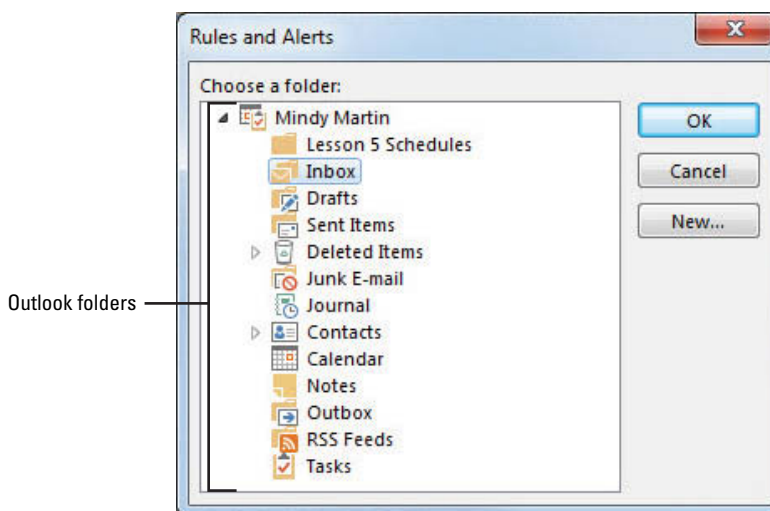 Rules and Alerts
Choose a folder:
Mindy Martin
Lesson 5 Schedules
Inbox
Drafts
Sent Items
Deleted Items
Junk E-mail
Journal
Contacts
Calendar
Notes
Outbox
RSS Feeds
Tasks
OK
Cancel
New...
Outlook folders